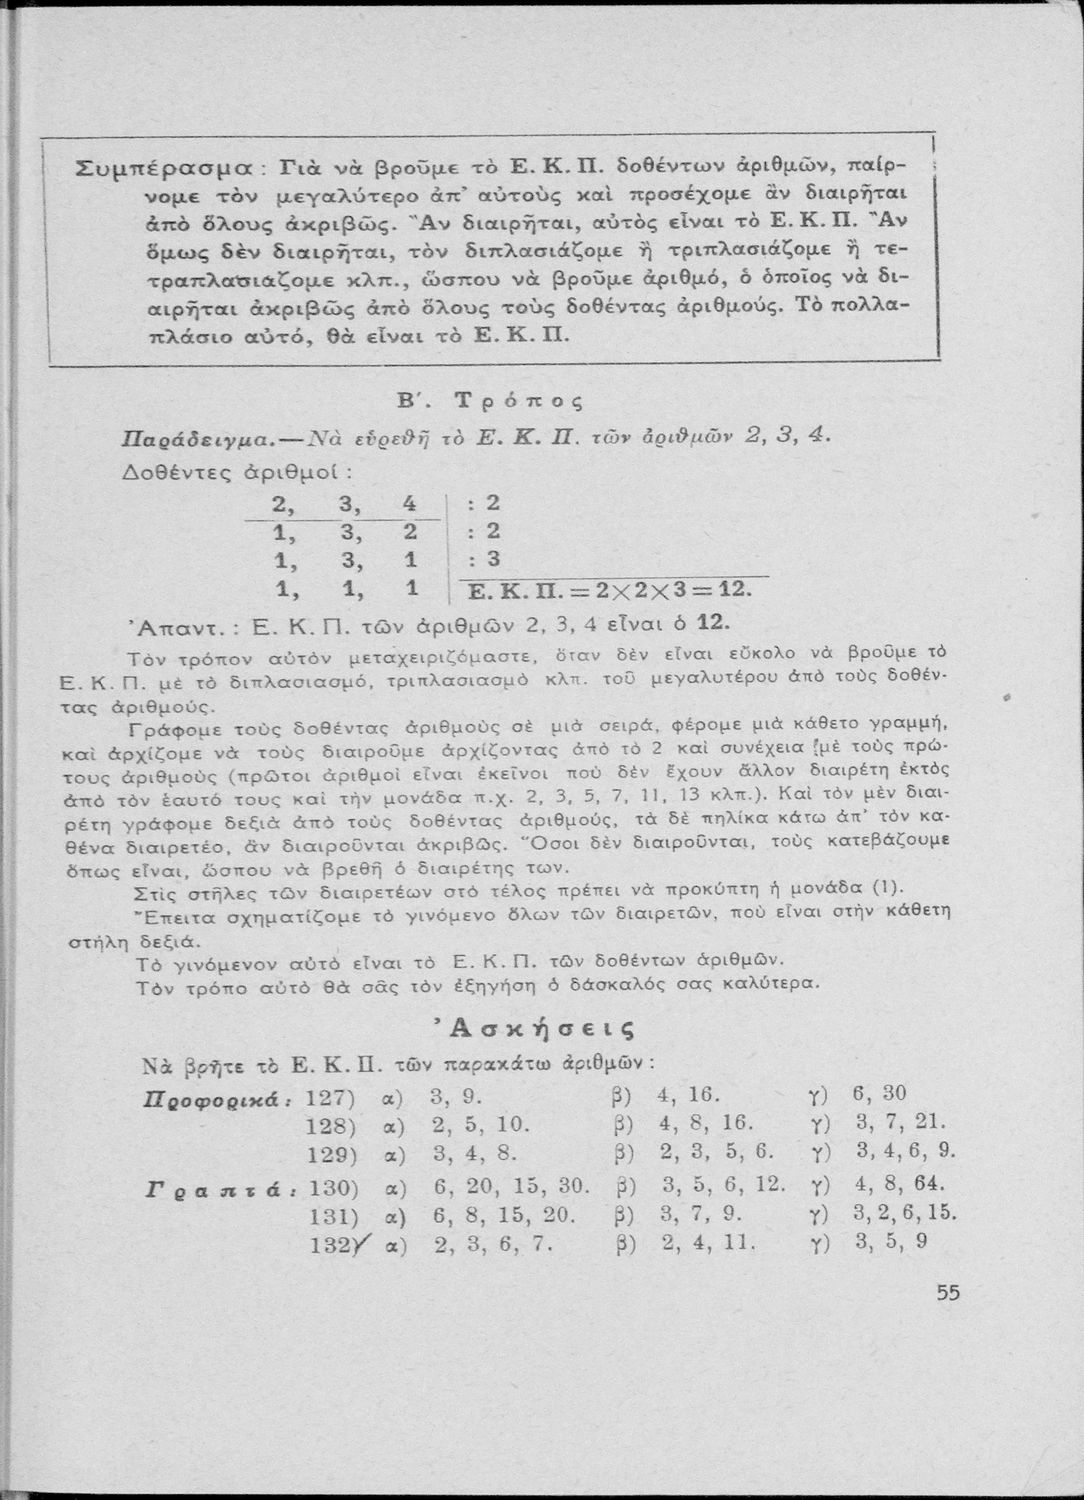 Συμπέρασμα: Γιὰ νὰ βροῦμε τὸ Ε.Κ.Π. δοθέντων ἀριθμῶν, παίρ-
νομε τὸν μεγαλύτερο ἀπ’ αὐτοὺς καὶ προσέχομε ἂν διαιρῆται
ἀπὸ ὅλους ἀκριβῶς. Ἂν διαιρῆται, αὐτὸς εἶναι τὸ Ε.Κ.Π. Ἂν
ὅμως δὲν διαιρῆται, τὸν διπλασιάζομε ἢ τριπλασιάζομε ἢ τε-
τραπλασιάζομε κλπ., ὥσπου νὰ βροῦμε ἀριθμό, ὁ ὁποῖος νὰ δι-
αιρῆται ἀκριβῶς ἀπὸ ὅλους τοὺς δοθέντας ἀριθμούς. Τὸ πολλα-
πλάσιο αὐτό, θὰ εἶναι τὸ Ε.Κ.Π.
Β'. Τρόπος
Παράδειγμα.—Νὰ εὑρεθῇ τὸ Ε.Κ.Π. τῶν ἀριθμῶν 2, 3, 4.
Δοθέντες ἀριθμοί:
2, 3, 4 : 2
1, 3, 2 : 2
1, 3, 1 : 3
1, 1, 1 Ε.Κ.Π.=2×2×3=12.
Ἀπαντ.: Ε.Κ.Π. τῶν ἀριθμῶν 2, 3, 4 εἶναι ὁ 12.
Τὸν τρόπον αὐτὸν μεταχειριζόμαστε, ὅταν δὲν εἶναι εὔκολο νὰ βροῦμε τὸ
Ε.Κ.Π. μὲ τὸ διπλασιασμό, τριπλασιασμὸ κλπ. τοῦ μεγαλυτέρου ἀπὸ τοὺς δοθέν-
τας ἀριθμούς.
Γράφομε τοὺς δοθέντας ἀριθμοὺς σὲ μιὰ σειρά, φέρομε μιὰ κάθετο γραμμή,
καὶ ἀρχίζομε νὰ τοὺς διαιροῦμε ἀρχίζοντας ἀπὸ τὸ 2 καὶ συνέχεια μὲ τοὺς πρώ-
τους ἀριθμοὺς (πρῶτοι ἀριθμοὶ εἶναι ἐκεῖνοι ποὺ δὲν ἔχουν ἄλλον διαιρέτη ἐκτὸς
ἀπὸ τὸν ἑαυτό τους καὶ τὴν μονάδα π.χ. 2, 3, 5, 7, 11, 13 κλπ.). Καὶ τὸν μὲν διαι-
ρέτη γράφομε δεξιὰ ἀπὸ τοὺς δοθέντας ἀριθμούς, τὰ δὲ πηλίκα κάτω ἀπ’ τὸν κα-
θένα διαιρετέο, ἂν διαιροῦνται ἀκριβῶς. Ὅσοι δὲν διαιροῦνται, τοὺς κατεβάζουμε
ὅπως εἶναι, ὥσπου νὰ βρεθῇ ὁ διαιρέτης των.
Στὶς στῆλες τῶν διαιρετέων στὸ τέλος πρέπει νὰ προκύπτη ἡ μονάδα (1).
Ἔπειτα σχηματίζομε τὸ γινόμενο ὅλων τῶν διαιρετῶν, ποὺ εἶναι στὴν κάθετη
στήλη δεξιά.
Τὸ γινόμενον αὐτὸ εἶναι τὸ Ε.Κ.Π. τῶν δοθέντων ἀριθμῶν.
Τὸν τρόπο αὐτὸ θὰ σᾶς τὸν ἐξηγήση ὁ δάσκαλός σας καλύτερα.
Ἀσκήσεις
Νὰ βρῆτε τὸ Ε.Κ.Π. τῶν παρακάτω ἀριθμῶν:
Προφορικά: 127) α) 3, 9. β) 4, 16. γ) 6, 30
128) α) 2, 5, 10. β) 4, 8, 16. γ) 3, 7, 21.
129) α) 3, 4, 8. β) 2, 3, 5, 6. γ) 3, 4, 6, 9.
Γραπτά: 130) α) 6, 20, 15, 30. β) 3, 5, 6, 12. γ) 4, 8, 64.
131) α) 6, 8, 15, 20. β) 3, 7, 9. γ) 3, 2, 6, 15.
132) α) 2, 3, 6, 7. β) 2, 4, 11. γ) 3, 5, 9
55